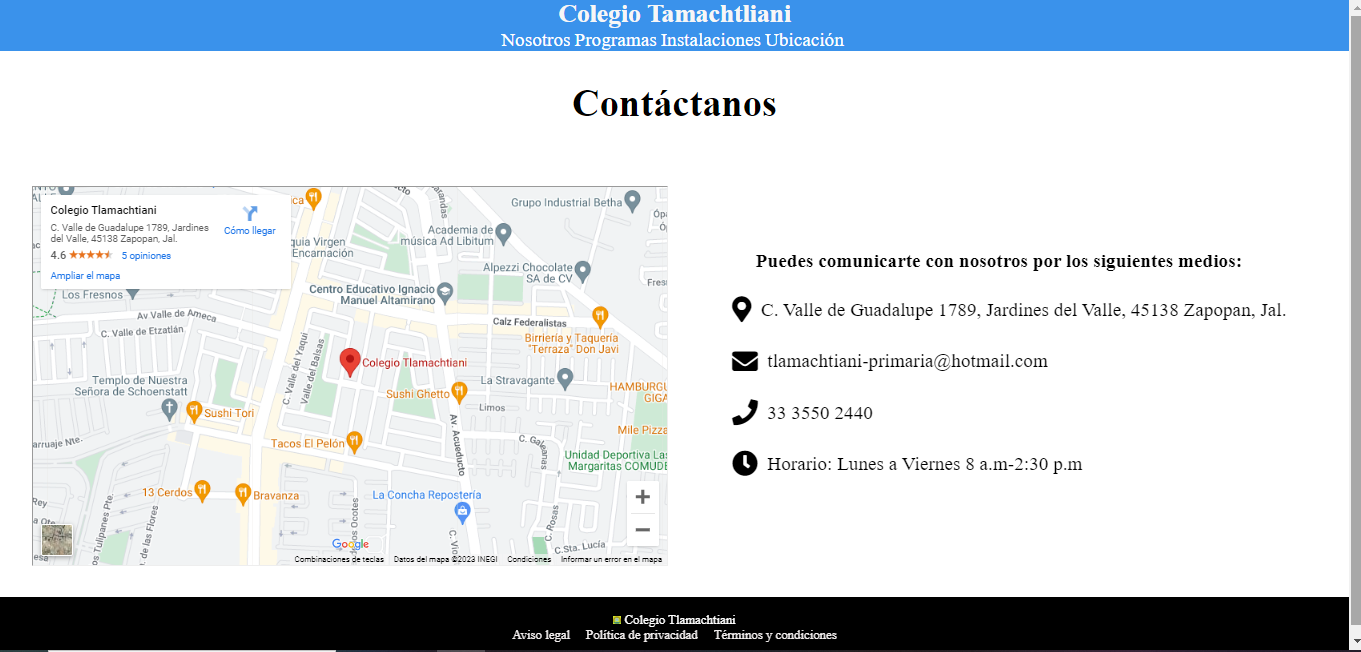 Colegio Tamachtliani
Nosotros Programas Instalaciones Ubicación
Contáctanos
Colegio Tlamachtiani
C. Valle de Guadalupe 1789, Jardines
del Valle, 45138 Zapopan, Jal.
4.6
5 opiniones
Ampliar el mapa
Cómo llegar
Grupo Industrial Betha
Academia de
música Ad Libitum
quia Virgen
Encarnación
Alpezzi Chocolate
SA de CV
Los Fresnos
Centro Educativo Ignacio
Manuel Altamirano
Av Valle de Ameca
C. Valle de Etzatlán
Calz Federalistas
Birriería y Taquería
"Terraza" Don Javi
C. Valle del Yaqui
Valle del Balsas
Colegio Tlamachtiani
Templo de Nuestra
Señora de Schoenstatt
La Stravagante
HAMBURGU
GIGA
Sushi Ghetto
Limos
Sushi Tori
Mile Pizza
Av. Acueducto
Tacos El Pelón
C. Galeanas
arruaje Nte.
Unidad Deportiva Las
Margaritas COMUDE
13 Cerdos
Bravanza
La Concha Repostería
C. Rosas
C. Sta. Lucía
os Tulipanes Pte.
. de las Flores
os Ocotes
Google
Combinaciones de teclas
Datos del mapa ©2023 INEGI
Condiciones
Informar un error en el mapa
Puedes comunicarte con nosotros por los siguientes medios:
C. Valle de Guadalupe 1789, Jardines del Valle, 45138 Zapopan, Jal.
tlamachtiani-primaria@hotmail.com
33 3550 2440
Horario: Lunes a Viernes 8 a.m-2:30 p.m
Colegio Tlamachtiani
Aviso legal Política de privacidad Términos y condiciones